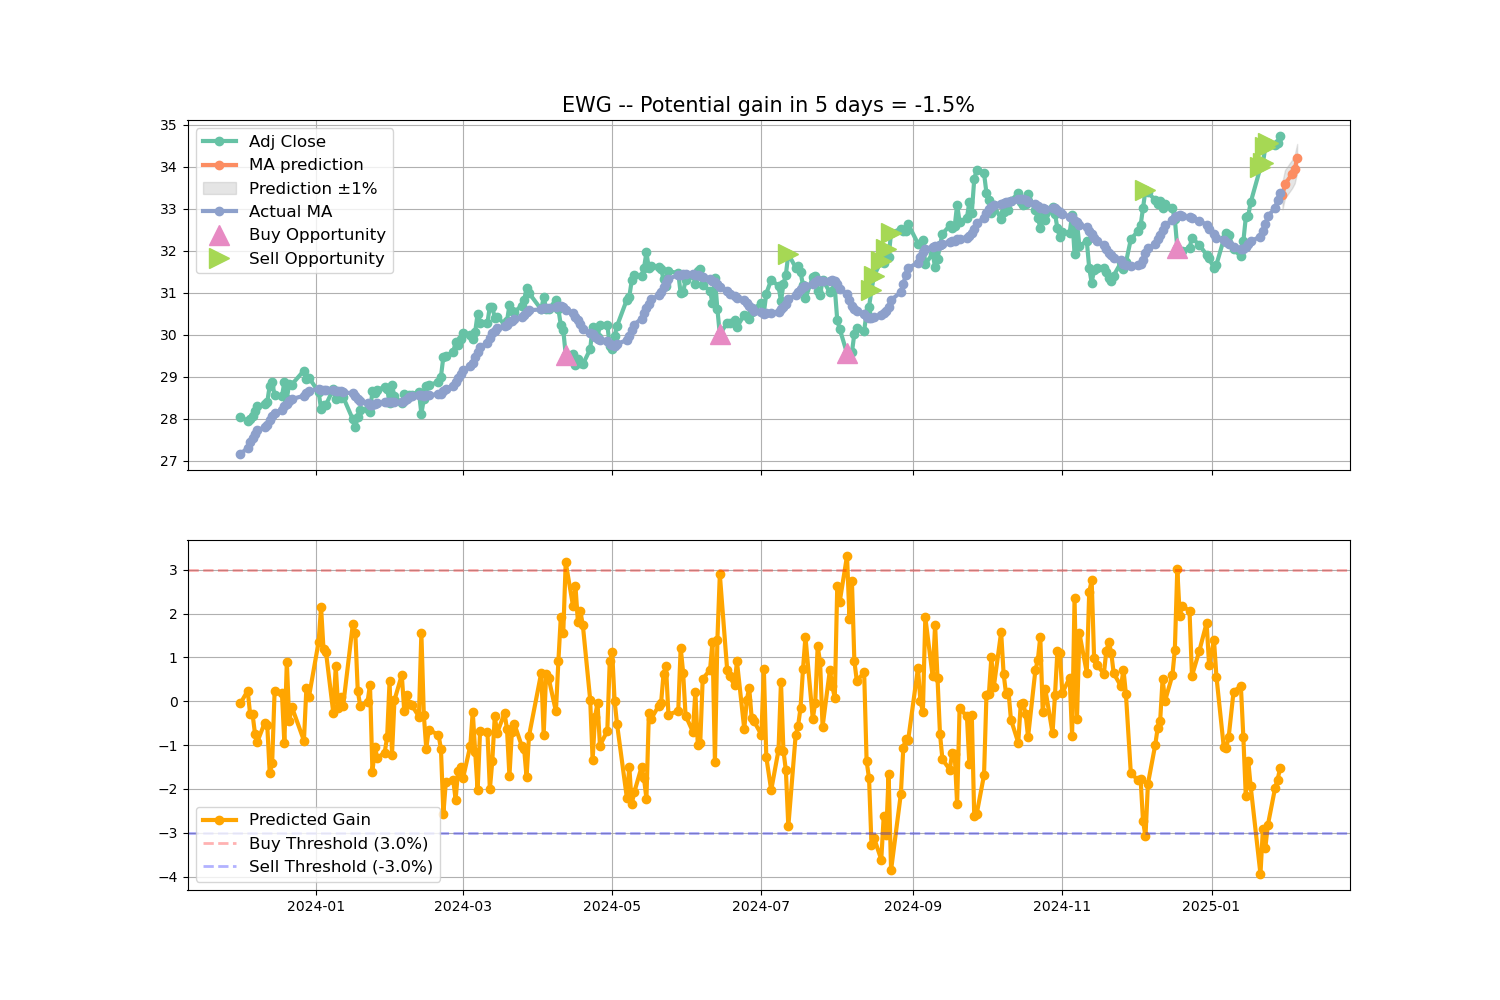 EWG -- Potential gain in 5 days = -1.5%
35
34
33
32
31
30
29
28
27
Adj Close
MA prediction
Prediction ±1%
Actual MA
Buy Opportunity
Sell Opportunity
3
2
1
0
−1
−2
−3
−4
Predicted Gain
Buy Threshold (3.0%)
Sell Threshold (-3.0%)
2024-01 2024-03 2024-05 2024-07 2024-09 2024-11 2025-01